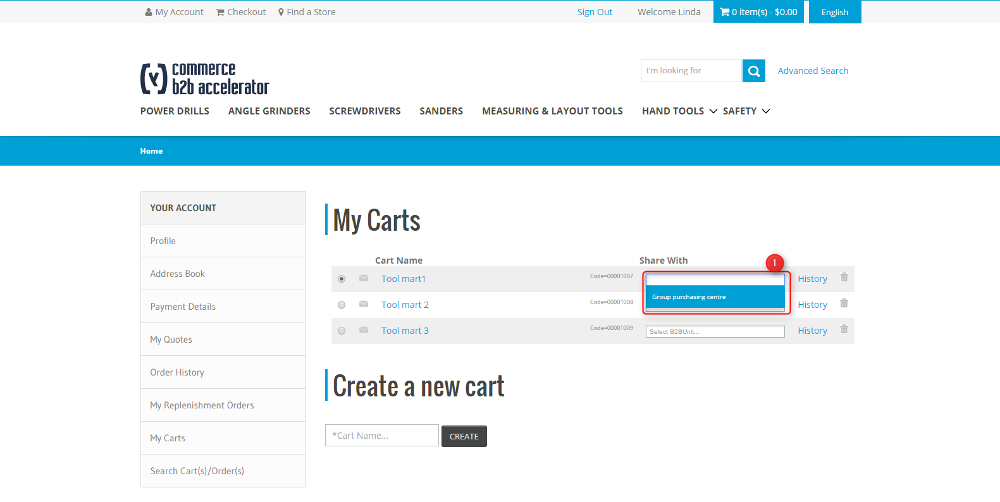 My Account Checkout Find a Store Sign Out Welcome Linda 0 item(s) - $0.00 English
(y) commerce
b2b accelerator
I'm looking for Advanced Search
POWER DRILLS ANGLE GRINDERS SCREWDRIVERS SANDERS MEASURING & LAYOUT TOOLS HAND TOOLS SAFETY
Home
YOUR ACCOUNT
Profile
Address Book
Payment Details
My Quotes
Order History
My Replenishment Orders
My Carts
Search Cart(s)/Order(s)
My Carts
Cart Name Share With 1
Tool mart1 Code=00001007 History
Group purchasing centre
Tool mart 2 Code=00001008 History
Tool mart 3 Code=00001009 Select B2BUnit... History
Create a new cart
*Cart Name... CREATE